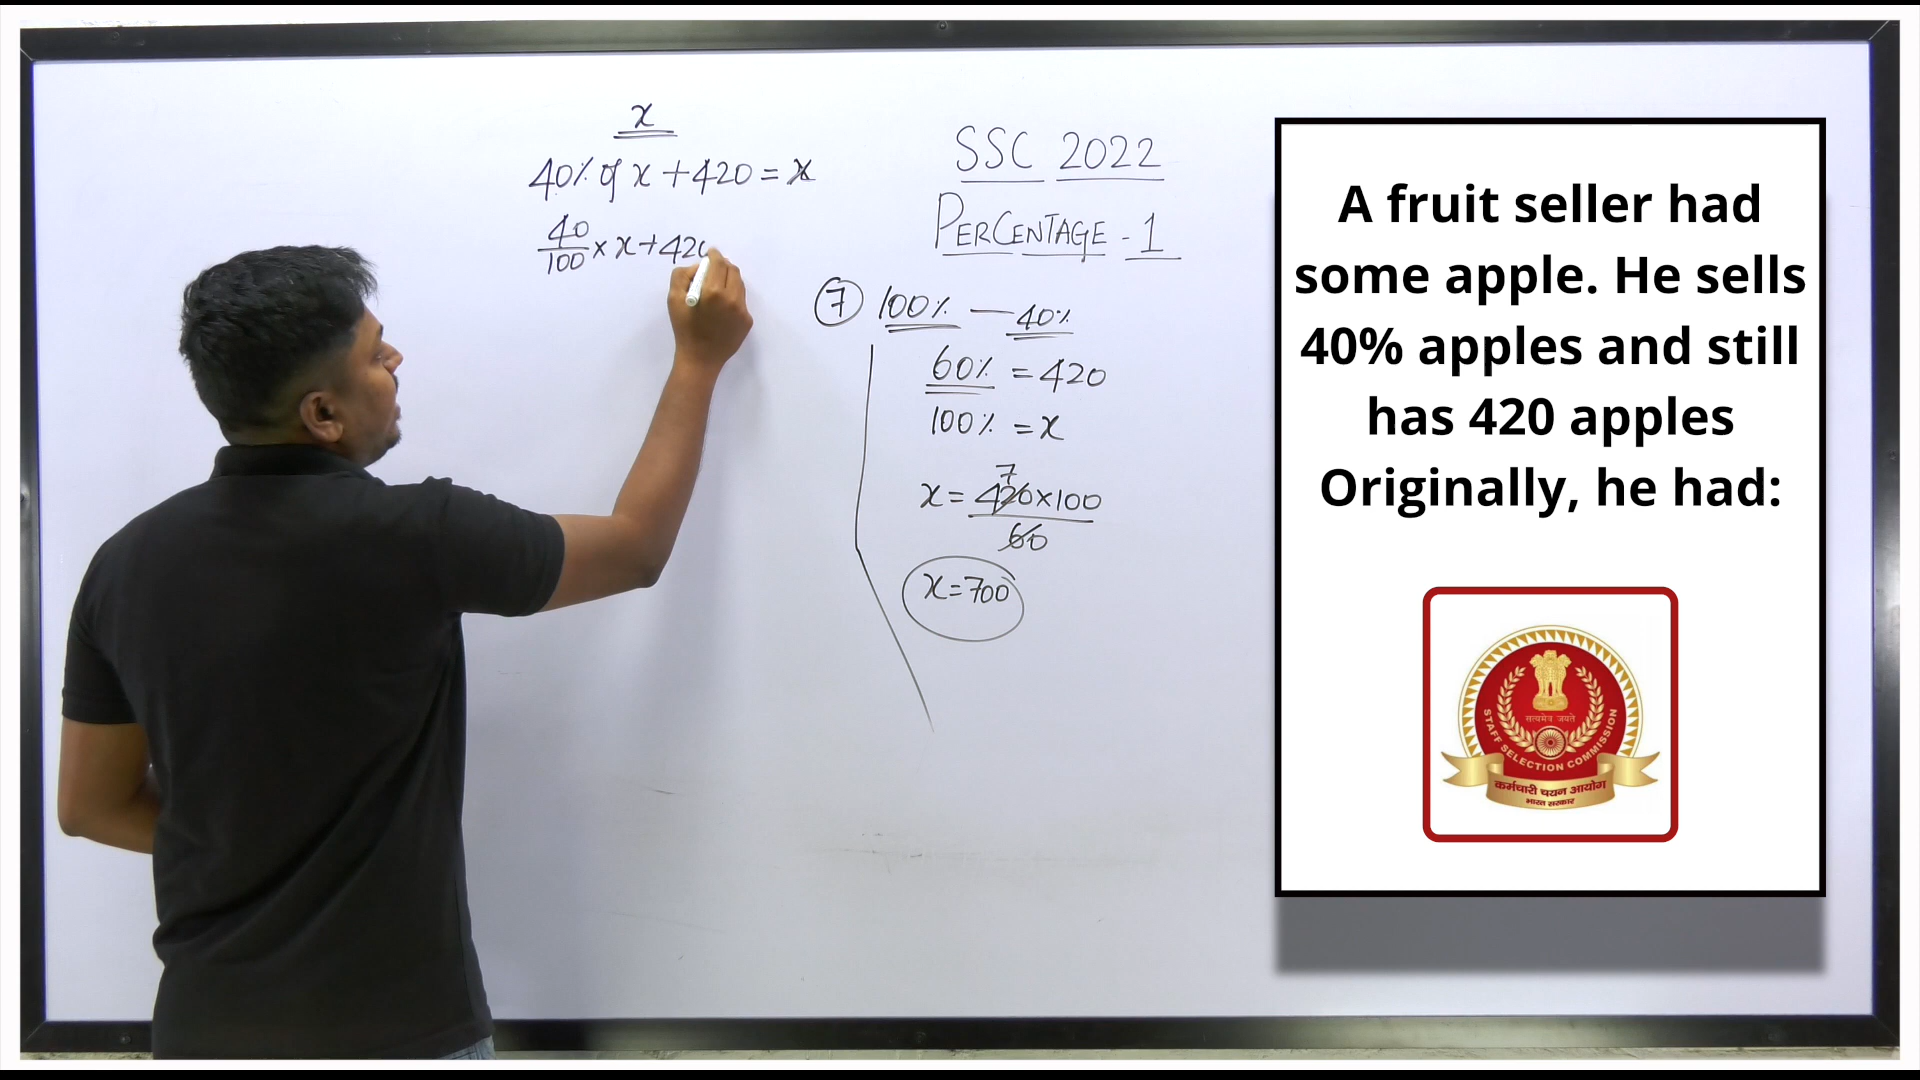 x
40% of x + 420 = x
40
100 × x + 420
SSC 2022
PERCENTAGE - 1
7 100% — 40%
60% = 420
100% = x
7
x = 420×100
60
x = 700
A fruit seller had
some apple. He sells
40% apples and still
has 420 apples
Originally, he had:
सत्यमेव जयते
STAFF SELECTION COMMISSION
कर्मचारी चयन आयोग
भारत सरकार